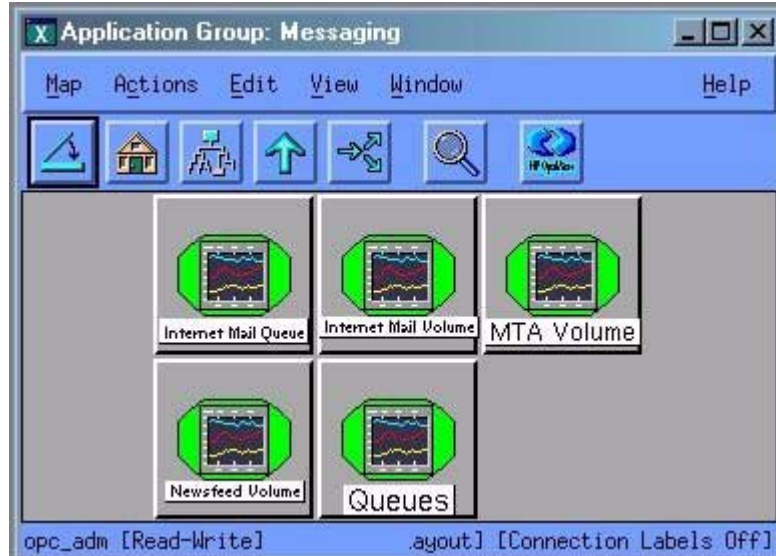 X Application Group: Messaging
Map Actions Edit View Window Help
HP OpenView
Internet Mail Queue Internet Mail Volume MTA Volume
Newsfeed Volume Queues
opc_adm [Read-Write] .ayout] [Connection Labels Off]